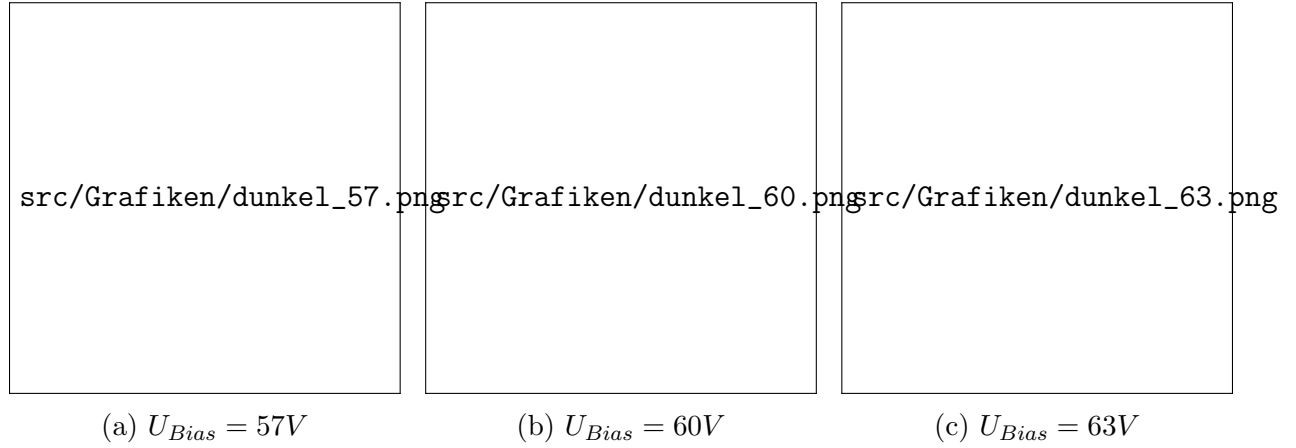 src/Grafiken/dunkel_57.png src/Grafiken/dunkel_60.png src/Grafiken/dunkel_63.png
(a) U_{Bias} = 57V (b) U_{Bias} = 60V (c) U_{Bias} = 63V